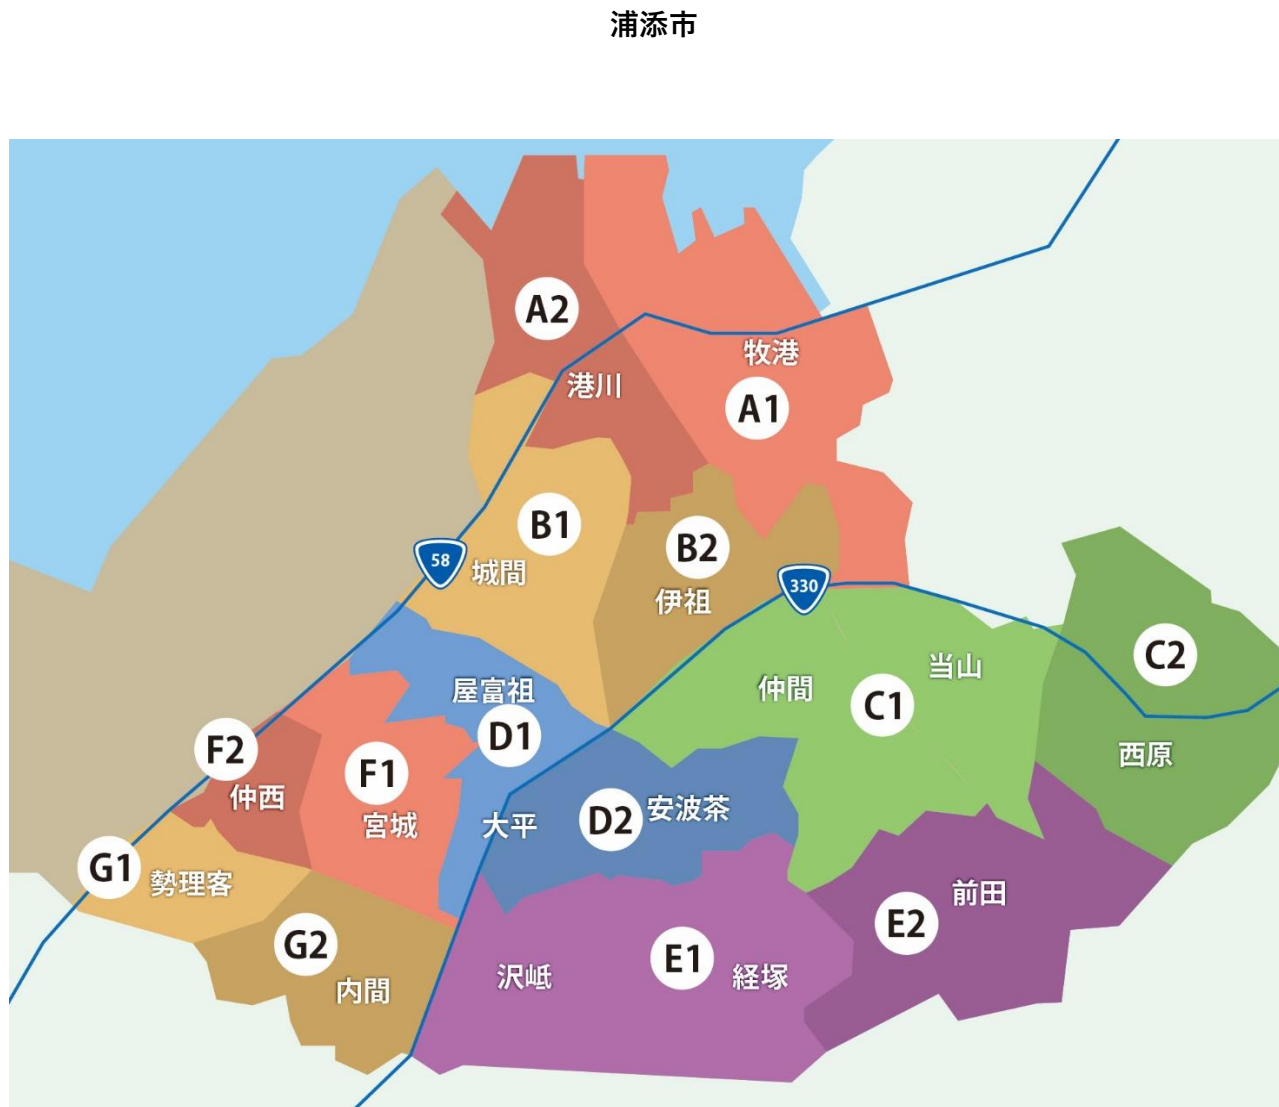 浦添市
A2
牧港
港川
A1
B1
B2
58
城間
330
伊祖
C2
当山
仲間
屋富祖
C1
D1
F2
西原
F1
仲西
安波茶
D2
宮城
大平
G1
勢理客
前田
E2
G2
E1
沢岻
経塚
内間